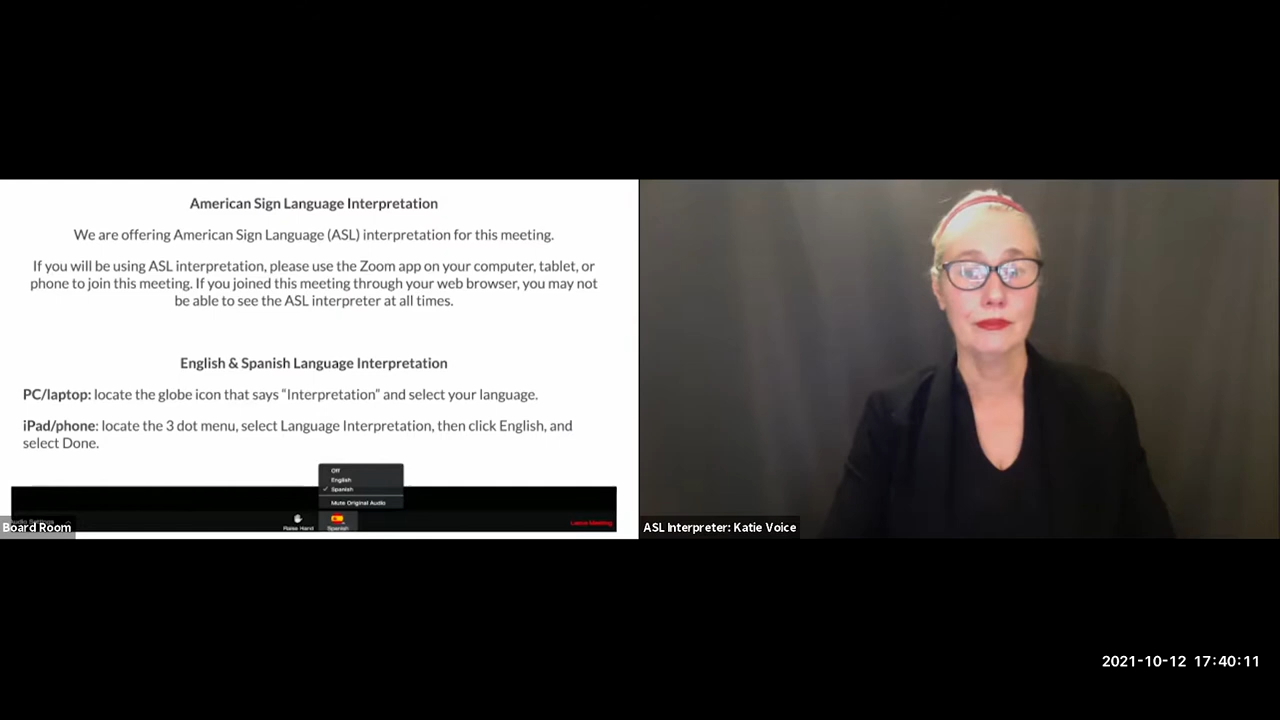 American Sign Language Interpretation
We are offering American Sign Language (ASL) interpretation for this meeting.
If you will be using ASL interpretation, please use the Zoom app on your computer, tablet, or
phone to join this meeting. If you joined this meeting through your web browser, you may not
be able to see the ASL interpreter at all times.
English & Spanish Language Interpretation
PC/laptop: locate the globe icon that says “Interpretation” and select your language.
iPad/phone: locate the 3 dot menu, select Language Interpretation, then click English, and
select Done.
Off
English
Spanish
Mute Original Audio
Raise Hand
Spanish
Leave Meeting
Board Room
ASL Interpreter: Katie Voice
2021-10-12 17:40:11